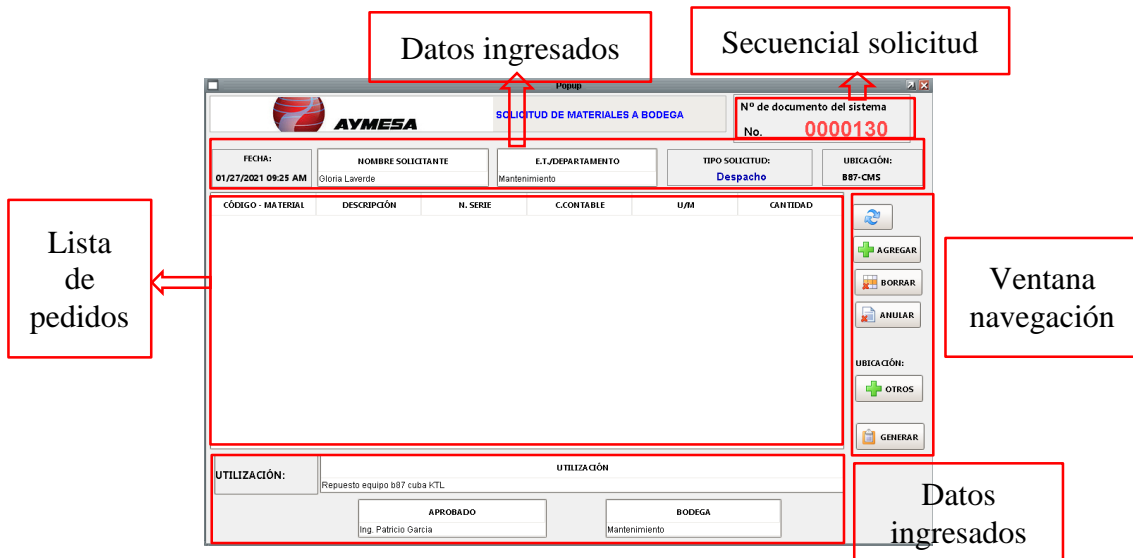 Datos ingresados
Secuencial solicitud
Popup
AYMESA
SOLICITUD DE MATERIALES A BODEGA
Nº de documento del sistema
No. 0000130
FECHA:
01/27/2021 09:25 AM
NOMBRE SOLICITANTE
Gloria Laverde
E.T./DEPARTAMENTO
Mantenimiento
TIPO SOLICITUD:
Despacho
UBICACIÓN:
B87-CMS
Lista
de
pedidos
CÓDIGO - MATERIAL DESCRIPCIÓN N. SERIE C.CONTABLE U/M CANTIDAD
AGREGAR
BORRAR
ANULAR
UBICACIÓN:
OTROS
GENERAR
Ventana
navegación
UTILIZACIÓN:
UTILIZACIÓN
Repuesto equipo b87 cuba KTL
APROBADO
Ing. Patricio Garcia
BODEGA
Mantenimiento
Datos
ingresados